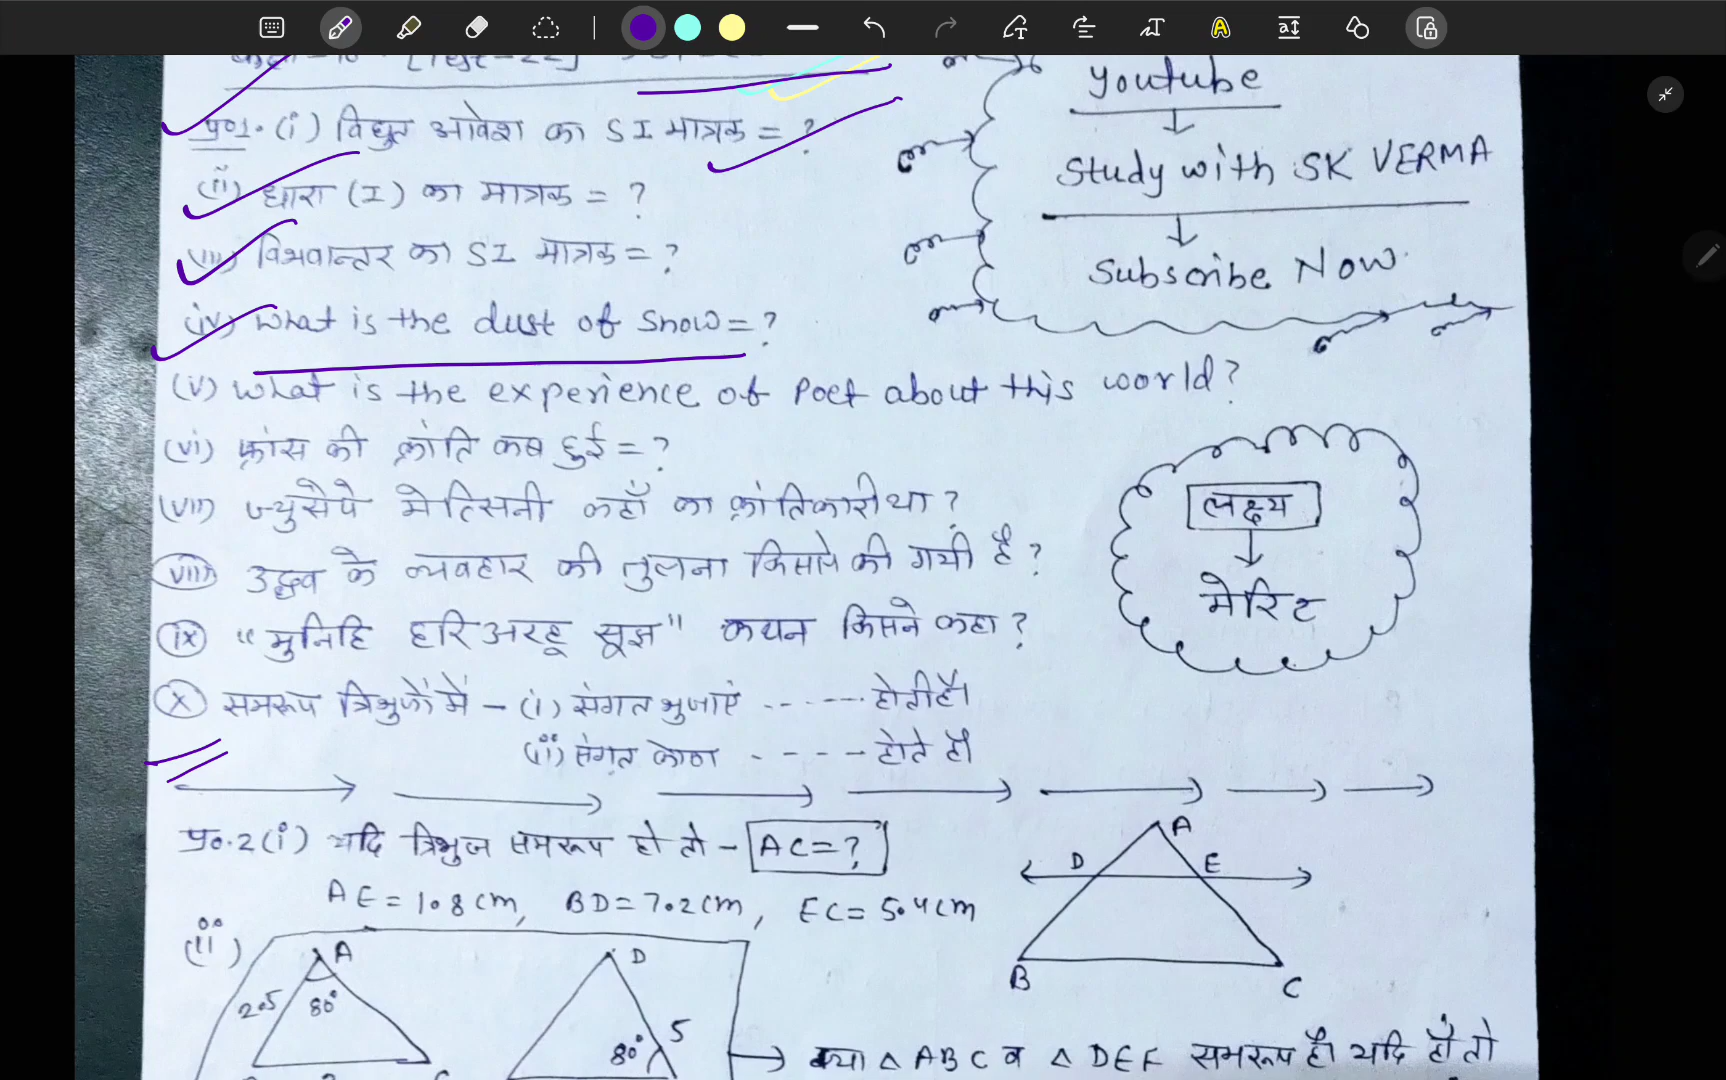 प्र०1. (i) विद्युत आवेश का SI मात्रक = ?
(ii) धारा (I) का मात्रक = ?
(iii) विभवान्तर का SI मात्रक = ?
(iv) What is the dust of snow = ?
(v) What is the experience of Poet about this world?
(vi) फ्रांस की क्रांति कब हुई = ?
(vii) ज्युसेपे मेत्सिनी कहाँ का क्रांतिकारी था ?
(viii) उद्धव के व्यवहार की तुलना किससे की गयी है ?
(ix) "मुनिहि हरिअरइ सूझ" कथन किसने कहा ?
(x) समरूप त्रिभुजों में - (i) संगत भुजाएं ------ होती है।
(ii) संगत कोण ----- होते हैं।
Youtube
Study with SK VERMA
Subscribe Now.
लक्ष्य
मेरिट
प्र०.2 (i) यदि त्रिभुज समरूप हो तो - AC = ?
AE = 1.8 cm, BD = 7.2 cm, EC = 5.4 cm
A
D E
B C
(ii)
A D
2.5 80° 80° 5
क्या △ ABC व △ DEF समरूप है। यदि हाँ तो